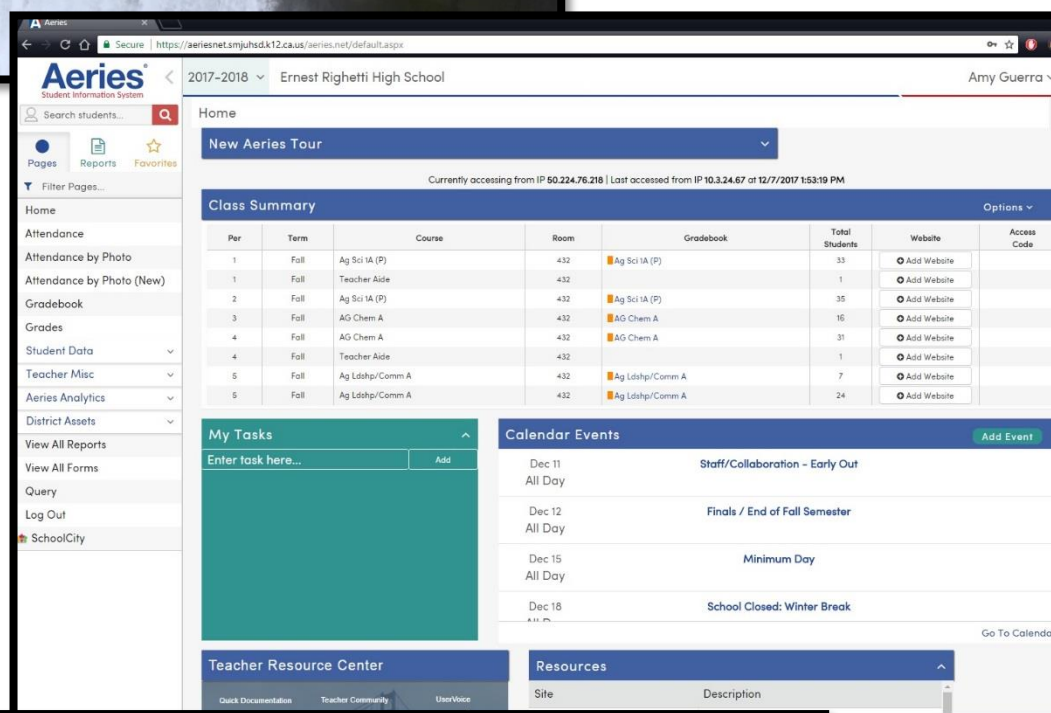 Aeries
Secure | https://aeriesnet.smjuhsd.k12.ca.us/aeries.net/default.aspx
Aeries
Student Information System
2017-2018 Ernest Righetti High School Amy Guerra
Search students...
Home
Pages Reports Favorites
New Aeries Tour
Filter Pages...
Currently accessing from IP 50.224.76.218 | Last accessed from IP 10.3.24.67 at 12/7/2017 1:53:19 PM
Home
Attendance
Attendance by Photo
Attendance by Photo (New)
Gradebook
Grades
Student Data
Teacher Misc
Aeries Analytics
District Assets
View All Reports
View All Forms
Query
Log Out
SchoolCity
Class Summary Options
Per Term Course Room Gradebook Total Students Website Access Code
1 Fall Ag Sci 1A (P) 432 Ag Sci 1A (P) 33 Add Website
1 Fall Teacher Aide 432 1 Add Website
2 Fall Ag Sci 1A (P) 432 Ag Sci 1A (P) 35 Add Website
3 Fall AG Chem A 432 AG Chem A 16 Add Website
4 Fall AG Chem A 432 AG Chem A 31 Add Website
4 Fall Teacher Aide 432 1 Add Website
5 Fall Ag Ldshp/Comm A 432 Ag Ldshp/Comm A 7 Add Website
5 Fall Ag Ldshp/Comm A 432 Ag Ldshp/Comm A 24 Add Website
My Tasks
Enter task here... Add
Calendar Events Add Event
Dec 11 Staff/Collaboration - Early Out
All Day
Dec 12 Finals / End of Fall Semester
All Day
Dec 15 Minimum Day
All Day
Dec 18 School Closed: Winter Break
Go To Calenda
Teacher Resource Center
Quick Documentation Teacher Community UserVoice
Resources
Site Description